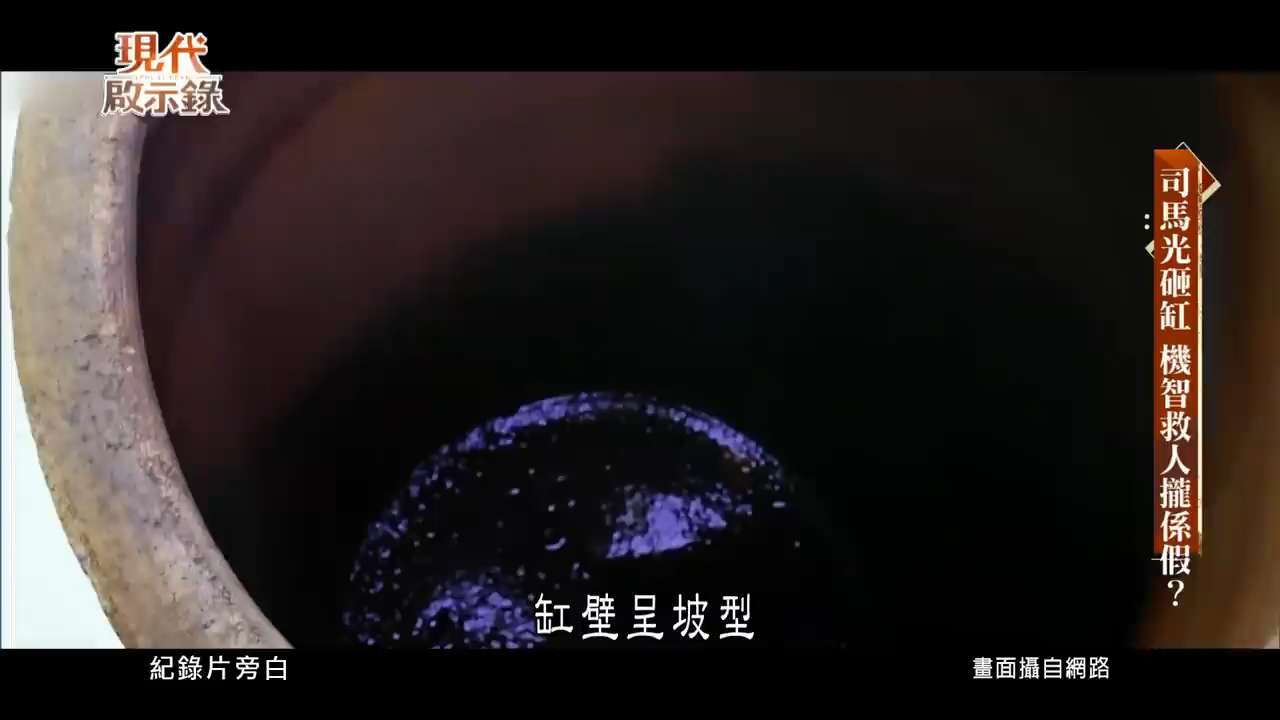 現代
啟示錄
司馬光砸缸 機智救人攏係假？
缸壁呈坡型
紀錄片旁白
畫面攝自網路